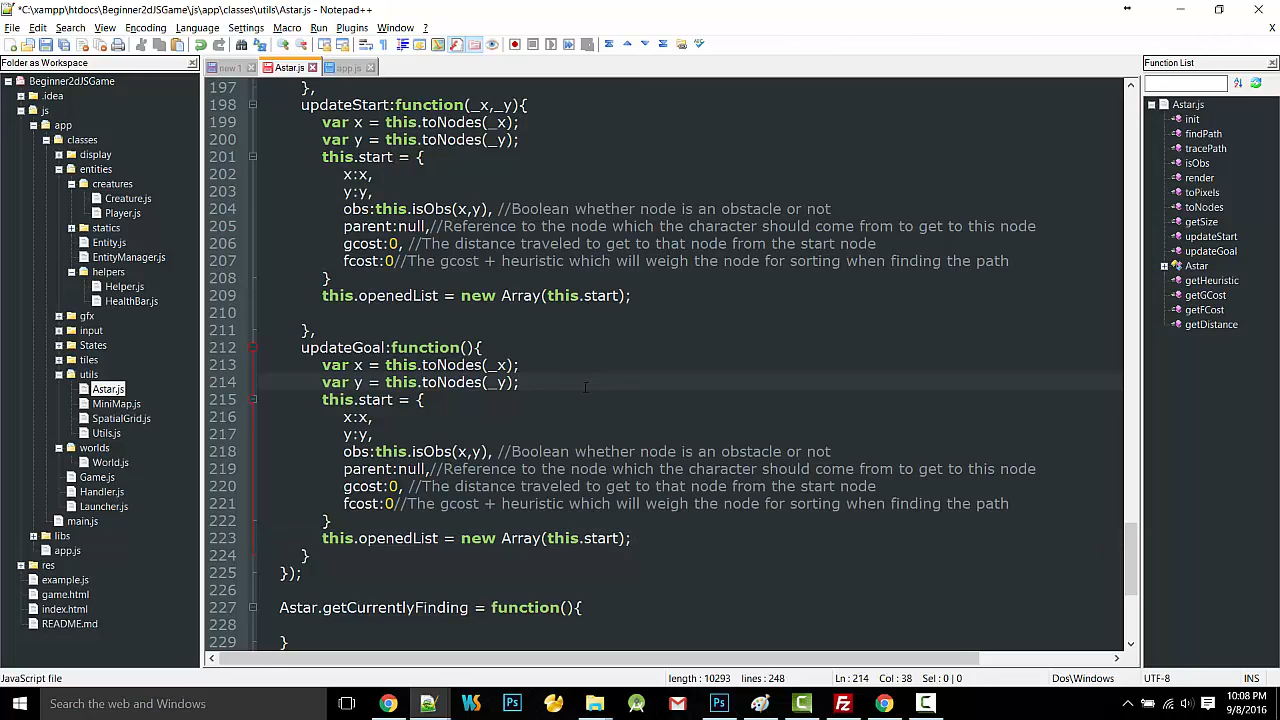 *C:\xampp\htdocs\Beginner2dJSGame\js\app\classes\utils\Astar.js - Notepad++
File Edit Search View Encoding Language Settings Macro Run Plugins Window ?
X
Folder as Workspace
new 1 Astar.js app.js
Function List
Beginner2dJSGame
.idea
js
app
classes
display
entities
creatures
Creature.js
Player.js
statics
Entity.js
EntityManager.js
helpers
Helper.js
HealthBar.js
gfx
input
States
tiles
utils
Astar.js
MiniMap.js
SpatialGrid.js
Utils.js
worlds
World.js
Game.js
Handler.js
Launcher.js
main.js
libs
app.js
res
example.js
game.html
index.html
README.md
197 },
198 updateStart:function(_x,_y){
199 var x = this.toNodes(_x);
200 var y = this.toNodes(_y);
201 this.start = {
202 x:x,
203 y:y,
204 obs:this.isObs(x,y), //Boolean whether node is an obstacle or not
205 parent:null,//Reference to the node which the character should come from to get to this node
206 gcost:0, //The distance traveled to get to that node from the start node
207 fcost:0//The gcost + heuristic which will weigh the node for sorting when finding the path
208 }
209 this.openedList = new Array(this.start);
210
211 },
212 updateGoal:function(){
213 var x = this.toNodes(_x);
214 var y = this.toNodes(_y);
215 this.start = {
216 x:x,
217 y:y,
218 obs:this.isObs(x,y), //Boolean whether node is an obstacle or not
219 parent:null,//Reference to the node which the character should come from to get to this node
220 gcost:0, //The distance traveled to get to that node from the start node
221 fcost:0//The gcost + heuristic which will weigh the node for sorting when finding the path
222 }
223 this.openedList = new Array(this.start);
224 }
225 });
226
227 Astar.getCurrentlyFinding = function(){
228
229 }
Astar.js
init
findPath
tracePath
isObs
render
toPixels
toNodes
getSize
updateStart
updateGoal
Astar
getHeuristic
getGCost
getFCost
getDistance
JavaScript file
length : 10293 lines : 248
Ln : 214 Col : 38 Sel : 0 | 0
Dos\Windows
UTF-8
INS
Search the web and Windows
10:08 PM
9/8/2016